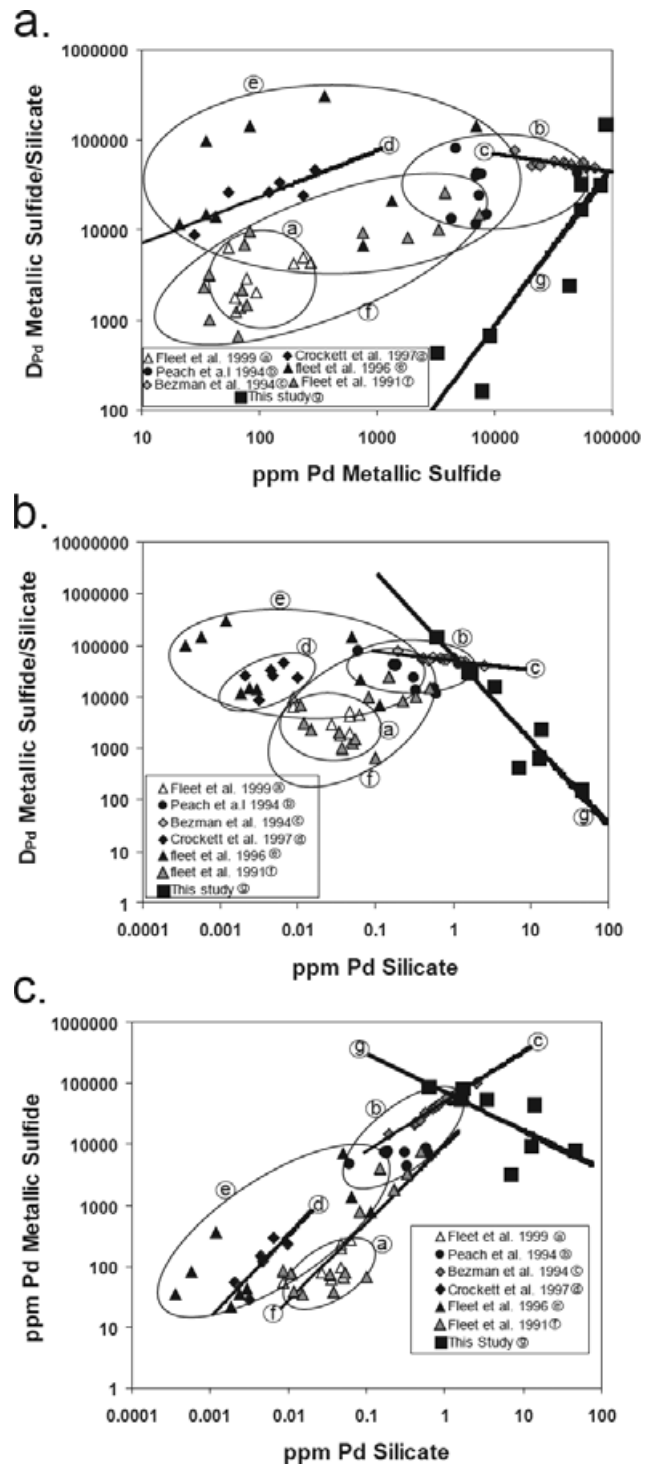 a.
1000000
100000
10000
1000
100
DPd Metallic Sulfide/Silicate
ⓔ
ⓓ
ⓒ
ⓑ
ⓐ
ⓖ
ⓕ
△ Fleet et al. 1999 ⓐ
◆ Crockett et al. 1997 ⓓ
● Peach et a.l 1994 ⓑ
▲ fleet et al. 1996 ⓔ
◆ Bezman et al. 1994 ⓒ
▲ Fleet et al. 1991 ⓕ
■ This study ⓖ
10 100 1000 10000 100000
ppm Pd Metallic Sulfide
b.
10000000
1000000
100000
10000
1000
100
10
1
DPd Metallic Sulfide/Silicate
ⓔ
ⓓ
ⓑ
ⓒ
ⓐ
ⓕ
ⓖ
△ Fleet et al. 1999 ⓐ
● Peach et a.l 1994 ⓑ
◆ Bezman et al. 1994 ⓒ
◆ Crockett et al. 1997 ⓓ
▲ fleet et al. 1996 ⓔ
▲ fleet et al. 1991 ⓕ
■ This study ⓖ
0.0001 0.001 0.01 0.1 1 10 100
ppm Pd Silicate
c.
1000000
100000
10000
1000
100
10
1
ppm Pd Metallic Sulfide
ⓖ
ⓒ
ⓑ
ⓔ
ⓓ
ⓐ
ⓕ
△ Fleet et al. 1999 ⓐ
● Peach et al. 1994 ⓑ
◆ Bezman et al. 1994 ⓒ
◆ Crockett et al. 1997 ⓓ
▲ Fleet et al. 1996 ⓔ
▲ Fleet et al. 1991 ⓕ
■ This Study ⓖ
0.0001 0.001 0.01 0.1 1 10 100
ppm Pd Silicate